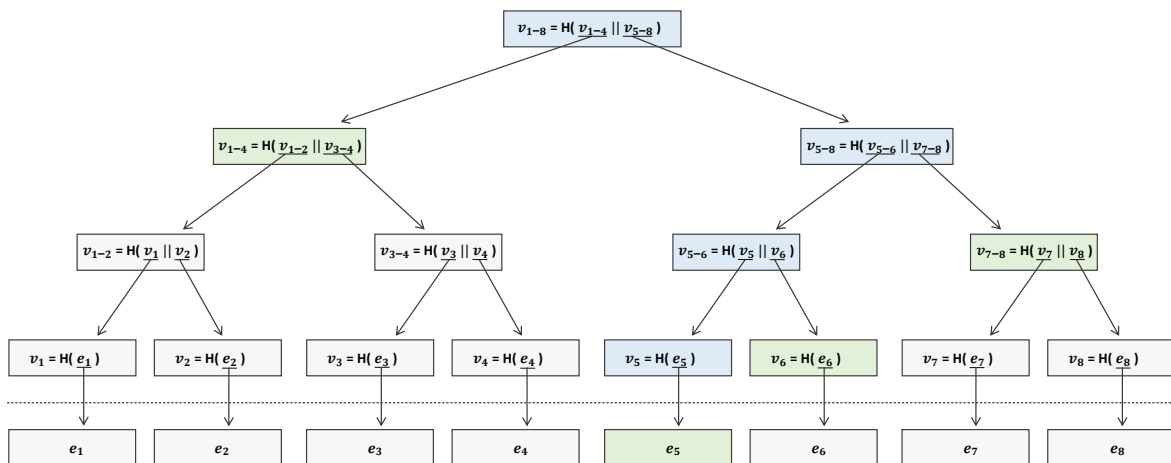 v₁₋₈ = H( v₁₋₄ || v₅₋₈ )
v₁₋₄ = H( v₁₋₂ || v₃₋₄ )
v₅₋₈ = H( v₅₋₆ || v₇₋₈ )
v₁₋₂ = H( v₁ || v₂ )
v₃₋₄ = H( v₃ || v₄ )
v₅₋₆ = H( v₅ || v₆ )
v₇₋₈ = H( v₇ || v₈ )
v₁ = H( e₁ )
v₂ = H( e₂ )
v₃ = H( e₃ )
v₄ = H( e₄ )
v₅ = H( e₅ )
v₆ = H( e₆ )
v₇ = H( e₇ )
v₈ = H( e₈ )
e₁
e₂
e₃
e₄
e₅
e₆
e₇
e₈